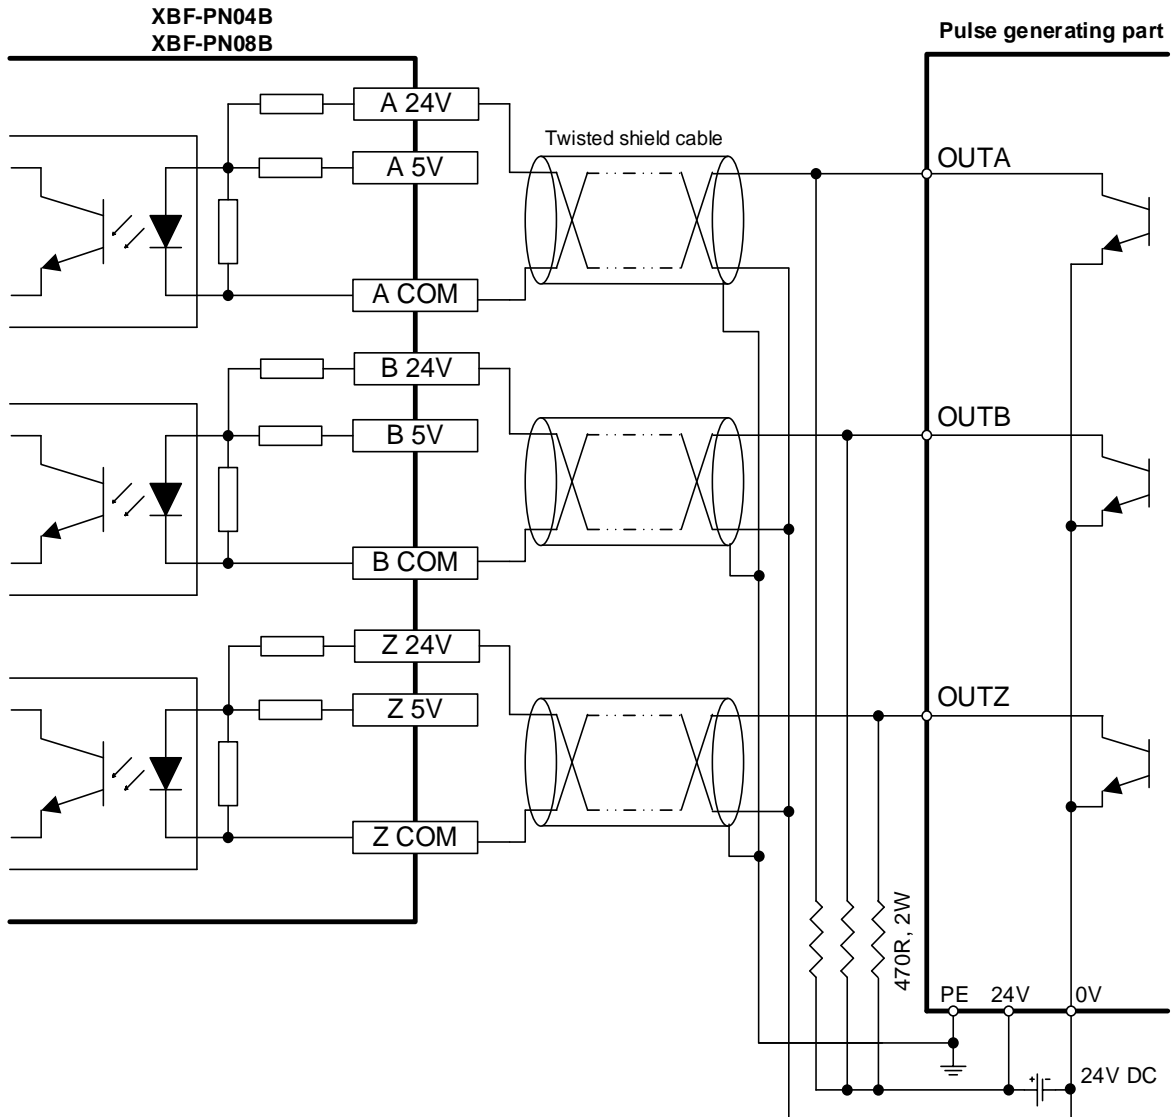 XBF-PN04B
XBF-PN08B
Pulse generating part
A 24V
Twisted shield cable
A 5V
OUTA
A COM
B 24V
B 5V
OUTB
B COM
Z 24V
Z 5V
OUTZ
Z COM
470R, 2W
PE 24V 0V
+ -
24V DC